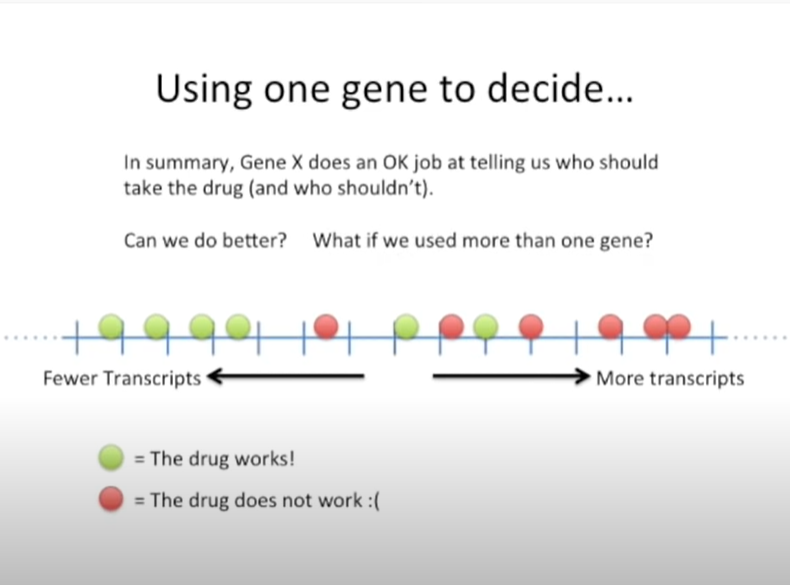 Using one gene to decide...
In summary, Gene X does an OK job at telling us who should
take the drug (and who shouldn't).
Can we do better? What if we used more than one gene?
Fewer Transcripts
More transcripts
= The drug works!
= The drug does not work :(